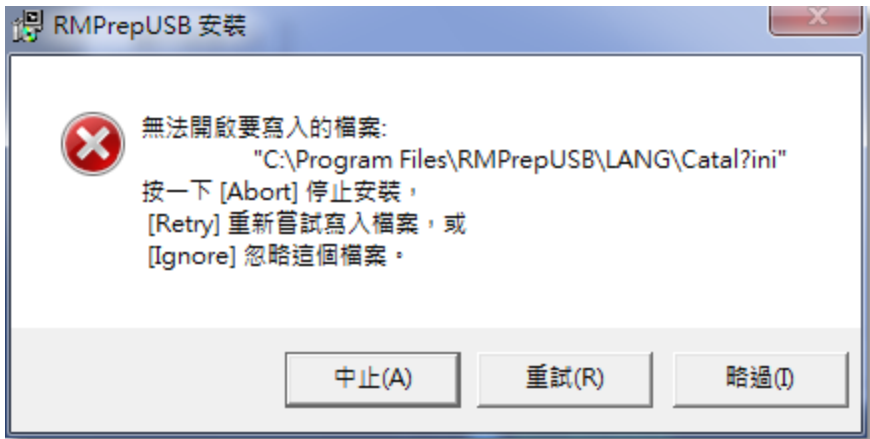 RMPrepUSB 安裝
無法開啟要寫入的檔案:
"C:\Program Files\RMPrepUSB\LANG\Catal?ini"
按一下 [Abort] 停止安裝，
[Retry] 重新嘗試寫入檔案，或
[Ignore] 忽略這個檔案。
中止(A)
重試(R)
略過(I)